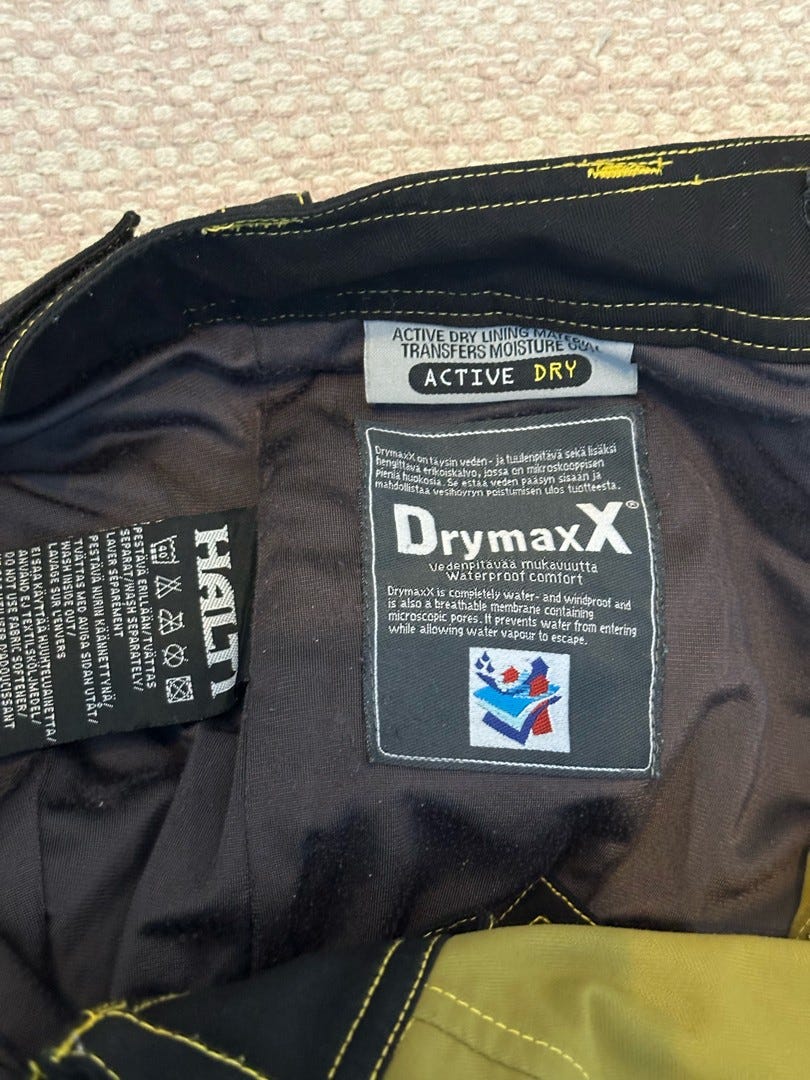 ACTIVE DRY LINING
TRANSFERS MOISTURE
ACTIVE DRY
DrymaxX on täysin veden- ja tuulenpitävä sekä lisäksi
hengittävä erikoiskalvo, jossa on mikroskooppisen
pieniä huokosia. Se estää veden pääsyn sisään ja
mahdollistaa vesihöyryn poistumisen ulos tuotteesta.
DrymaxX®
Vedenpitävää mukavuutta
Waterproof comfort
DrymaxX is completely water- and windproof and
is also a breathable membrane containing
microscopic pores. It prevents water from entering
while allowing water vapour to escape.
HALTI
PESTÄVÄ ERILLÄÄN/TVÄTTAS
SEPARAT/WASH SEPARATELY/
LAVER SÉPAREMENT
PESTÄVÄ NURIN KÄÄNNETTYNÄ/
TVÄTTAS MED AVIGA SIDAN UTÅT/
WASH INSIDE OUT/
LAVAGE SUR L'ENVERS
EI SAA KÄYTTÄÄ HUUHTELUAINETTA/
ANVÄND EJ TEXTILSKÖLJMEDEL/
DO NOT USE FABRIC SOFTENER/